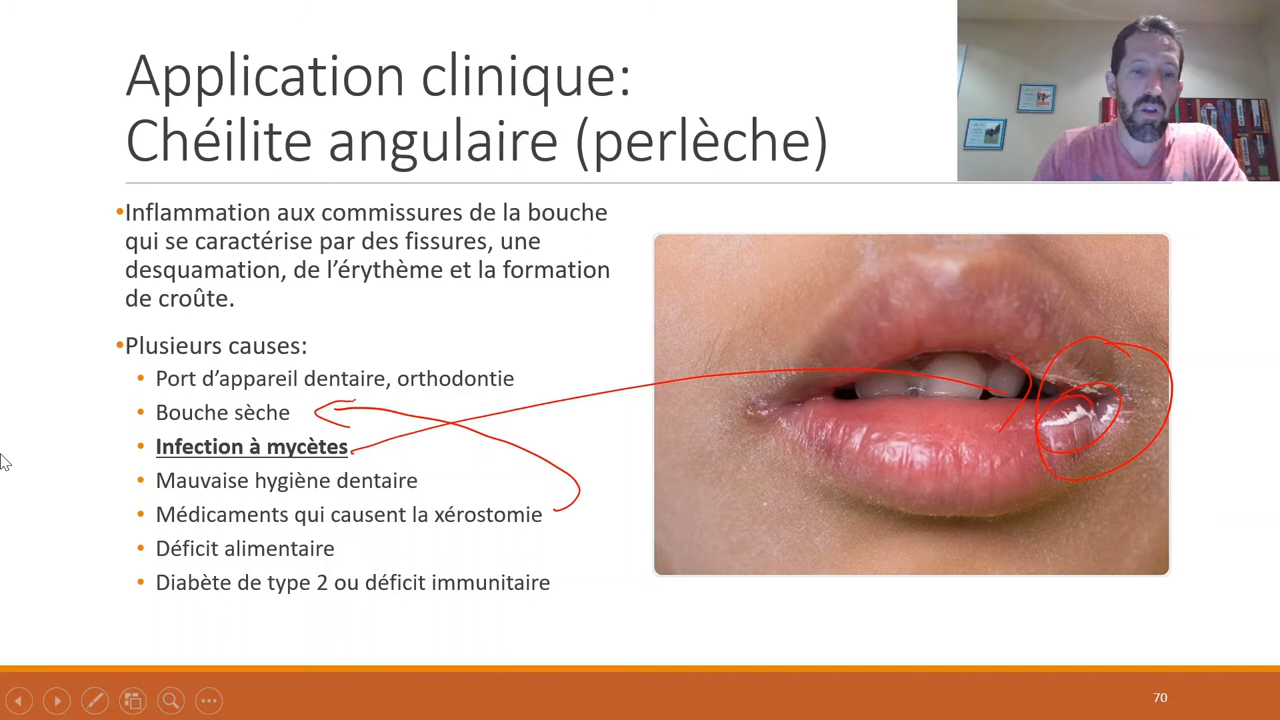 Application clinique:
Chéilite angulaire (perlèche)
•Inflammation aux commissures de la bouche
qui se caractérise par des fissures, une
desquamation, de l’érythème et la formation
de croûte.
•Plusieurs causes:
• Port d’appareil dentaire, orthodontie
• Bouche sèche
• Infection à mycètes
• Mauvaise hygiène dentaire
• Médicaments qui causent la xérostomie
• Déficit alimentaire
• Diabète de type 2 ou déficit immunitaire
70